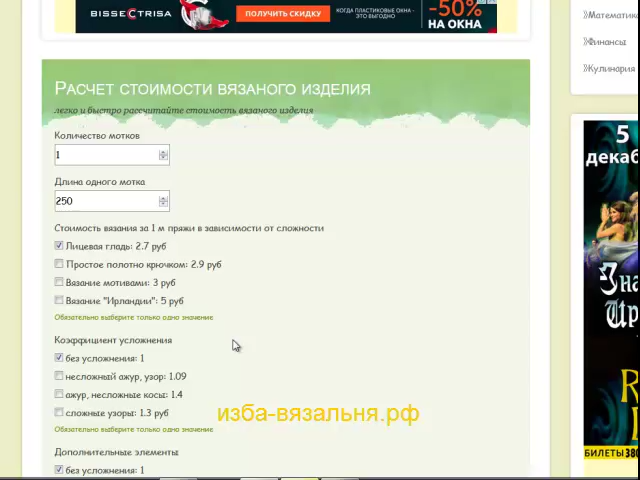 BISSECTRISA
ПОЛУЧИТЬ СКИДКУ
КОГДА ПЛАСТИКОВЫЕ ОКНА -
ЭТО ВЫГОДНО
-50%
НА ОКНА
»Математика
»Финансы
»Кулинария
Расчет стоимости вязаного изделия
легко и быстро рассчитайте стоимость вязаного изделия
Количество мотков
1
Длина одного мотка
250
Стоимость вязания за 1 м пряжи в зависимости от сложности
Лицевая гладь: 2.7 руб
Простое полотно крючком: 2.9 руб
Вязание мотивами: 3 руб
Вязание "Ирландии": 5 руб
Обязательно выберите только одно значение
Коэффициент усложнения
без усложнения: 1
несложный ажур, узор: 1.09
ажур, несложные косы: 1.4
сложные узоры: 1.3 руб
изба-вязальня.рф
Обязательно выберите только одно значение
Дополнительные элементы:
без усложнения: 1
5
декаб
БИЛЕТЫ 380